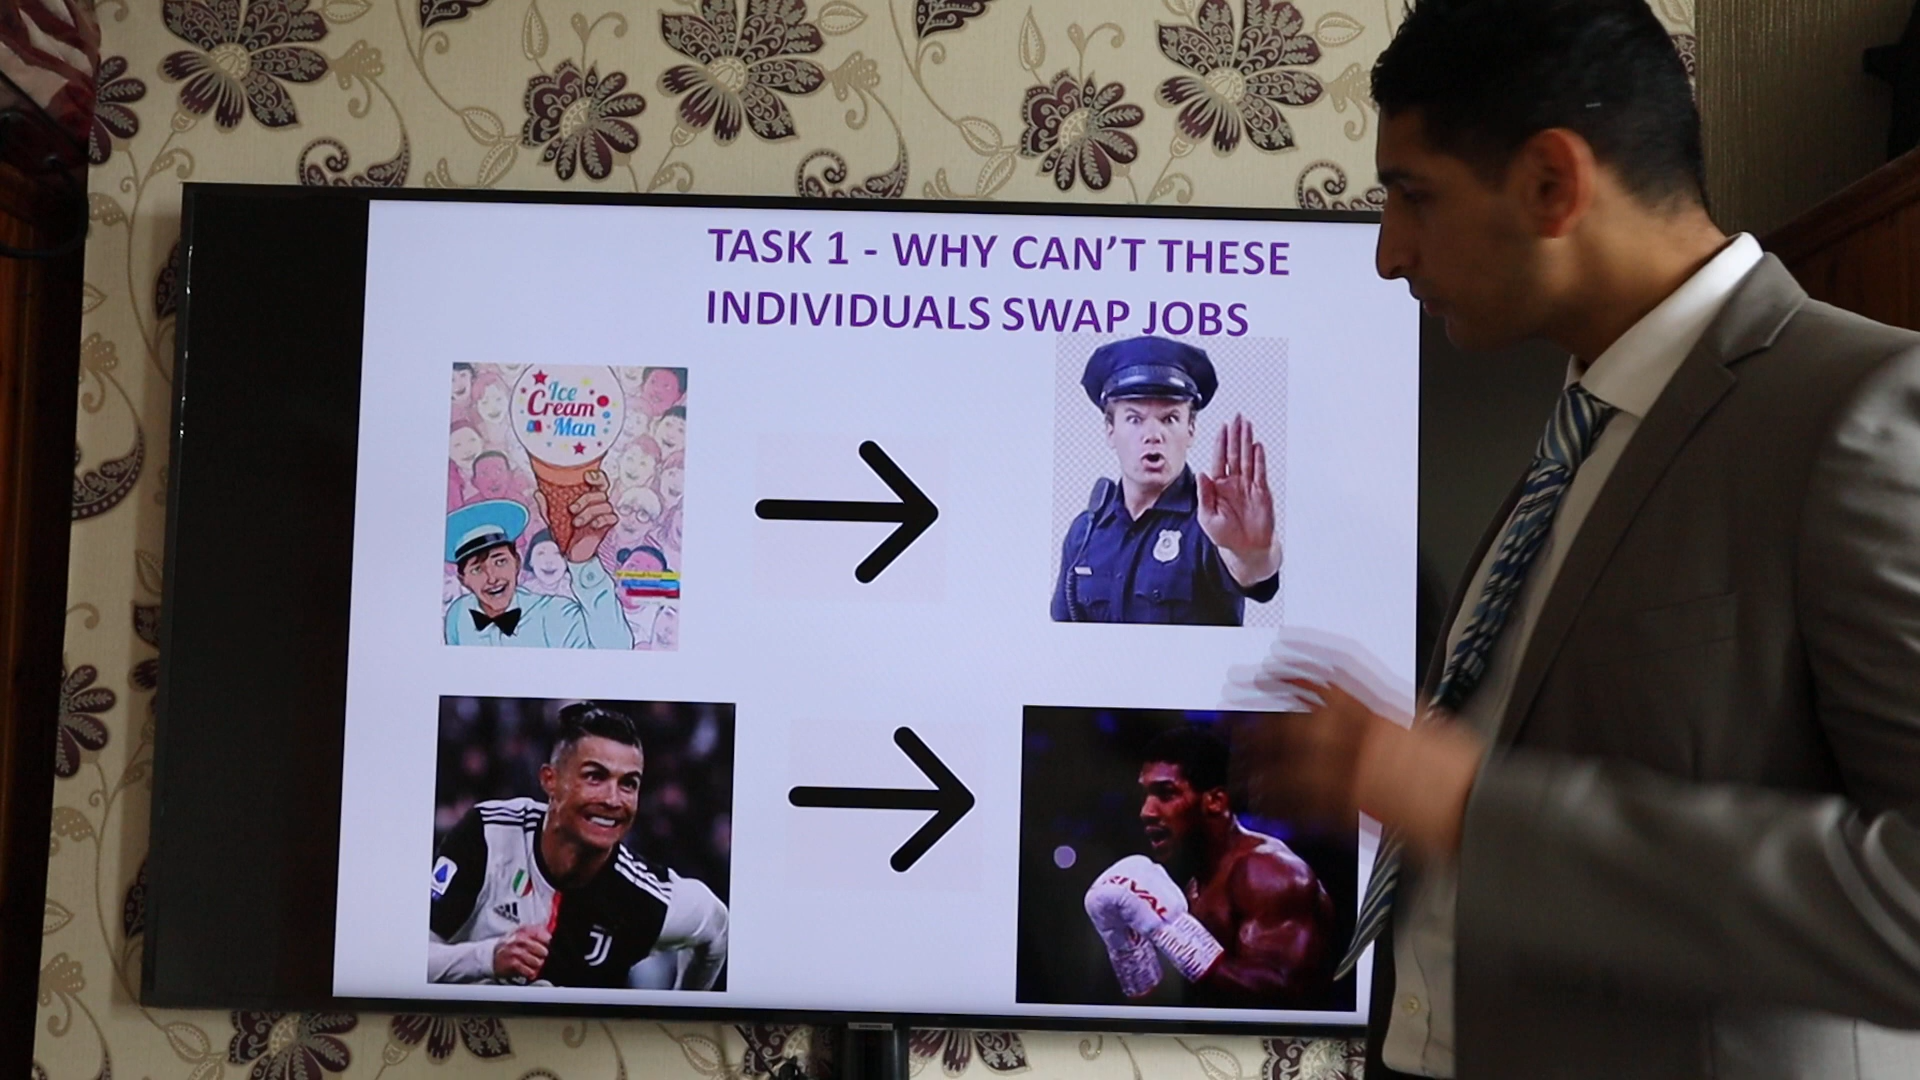 TASK 1 - WHY CAN'T THESE
INDIVIDUALS SWAP JOBS
Ice
Cream
Man
RIVAL